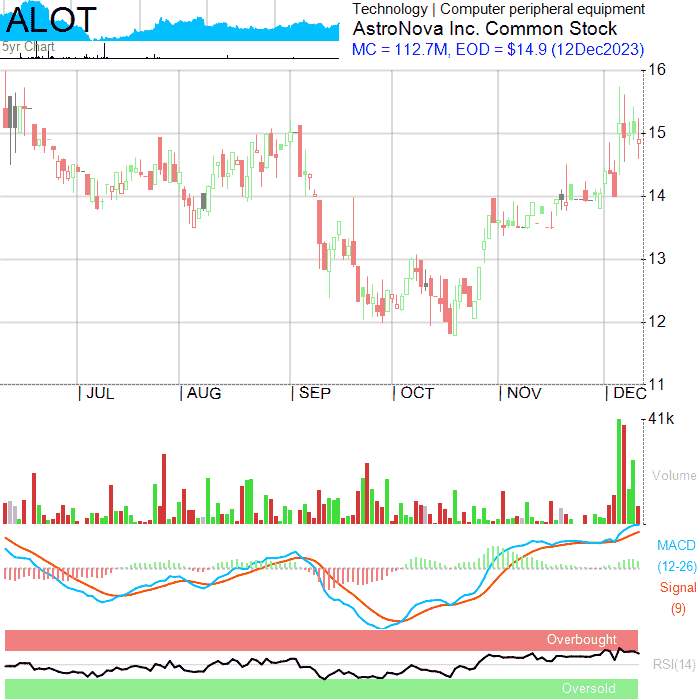 ALOT
5yr Chart
Technology | Computer peripheral equipment
AstroNova Inc. Common Stock
MC = 112.7M, EOD = $14.9 (12Dec2023)
16
15
14
13
12
11
| JUL | AUG | SEP | OCT | NOV | DEC
41k
Volume
MACD
(12-26)
Signal
(9)
Overbought
RSI(14)
Oversold